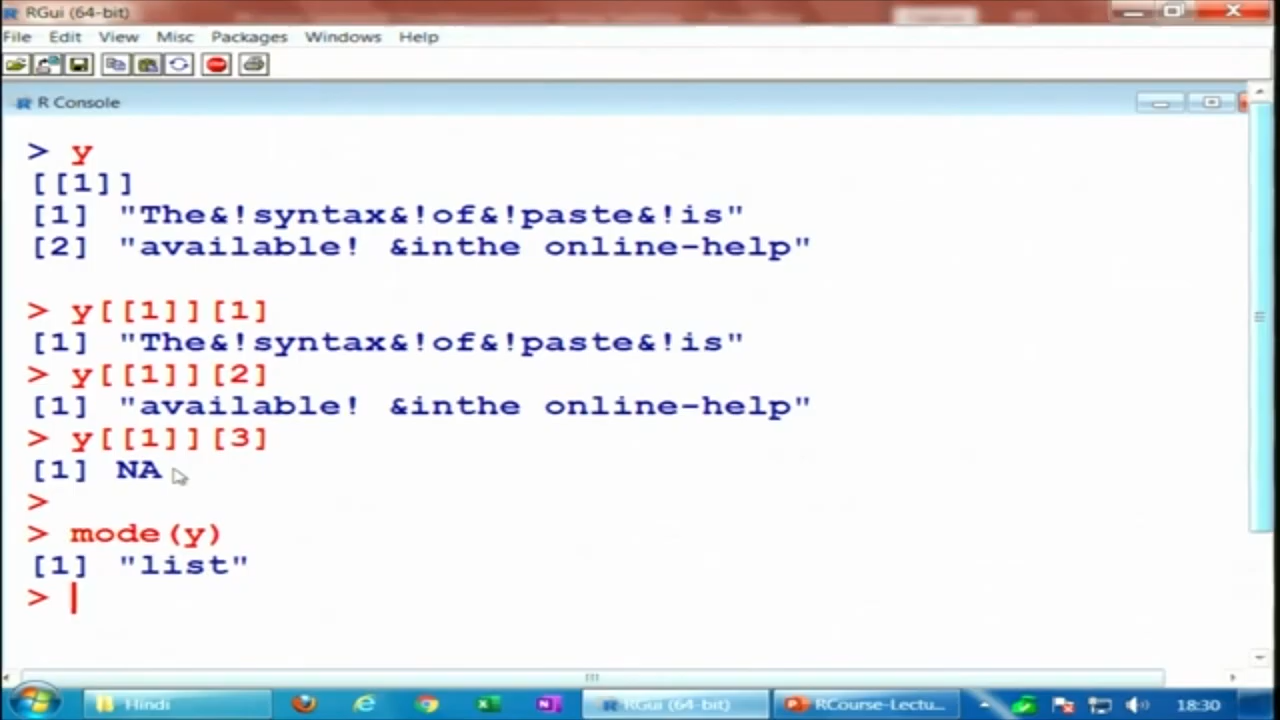 RGui (64-bit)
File Edit View Misc Packages Windows Help
R Console
> y
[[1]]
[1] "The&!syntax&!of&!paste&!is"
[2] "available! &inthe online-help"
> y[[1]][1]
[1] "The&!syntax&!of&!paste&!is"
> y[[1]][2]
[1] "available! &inthe online-help"
> y[[1]][3]
[1] NA
>
> mode(y)
[1] "list"
>
Hindi RGui (64-bit) RCourse-Lectu... 18:30